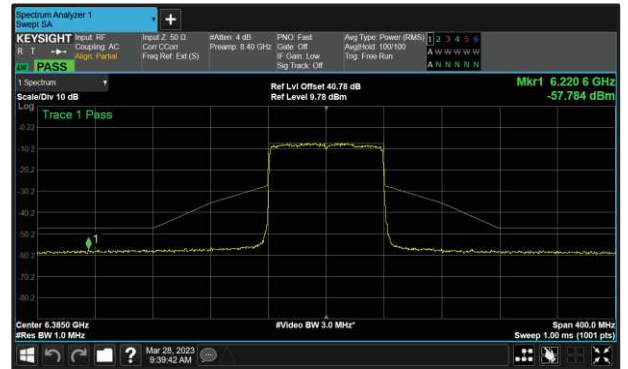 Spectrum Analyzer 1
Swept SA
+
KEYSIGHT Input: RF
R T Coupling: AC
Align: Partial
PASS
Input Z: 50 Ω
Corr CCorr
Freq Ref: Ext (S)
#Atten: 4 dB
Preamp: 8.40 GHz
PNO: Fast
Gate: Off
IF Gain: Low
Sig Track: Off
Avg Type: Power (RMS)
Avg|Hold: 100/100
Trig: Free Run
1 2 3 4 5 6
A W W W W W
A N N N N N
1 Spectrum
Scale/Div 10 dB
Ref Lvl Offset 40.78 dB
Ref Level 9.78 dBm
Mkr1 6.220 6 GHz
-57.784 dBm
Log
Trace 1 Pass
-0.22
-10.2
-20.2
-30.2
-40.2
-50.2
-60.2
-70.2
-80.2
1
Center 6.3850 GHz
#Res BW 1.0 MHz
#Video BW 3.0 MHz*
Span 400.0 MHz
Sweep 1.00 ms (1001 pts)
?
Mar 28, 2023
9:39:42 AM